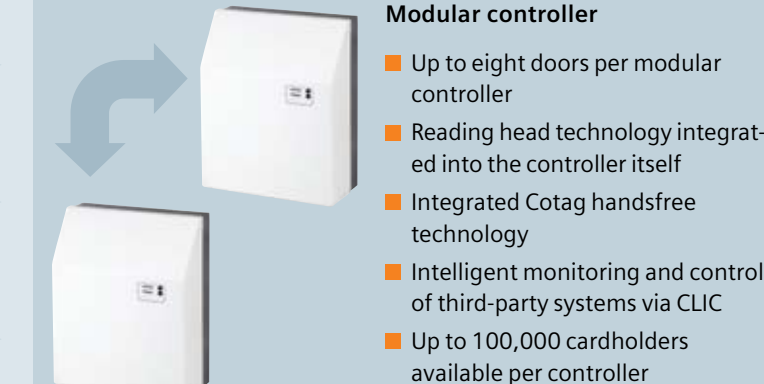 Modular controller
Up to eight doors per modular
controller
Reading head technology integrat-
ed into the controller itself
Integrated Cotag handsfree
technology
Intelligent monitoring and control
of third-party systems via CLIC
Up to 100,000 cardholders
available per controller